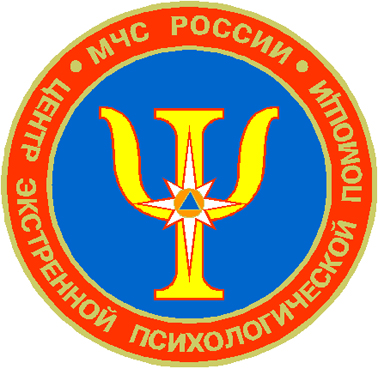 МЧС РОССИИ
ЦЕНТР ЭКСТРЕННОЙ ПСИХОЛОГИЧЕСКОЙ ПОМОЩИ